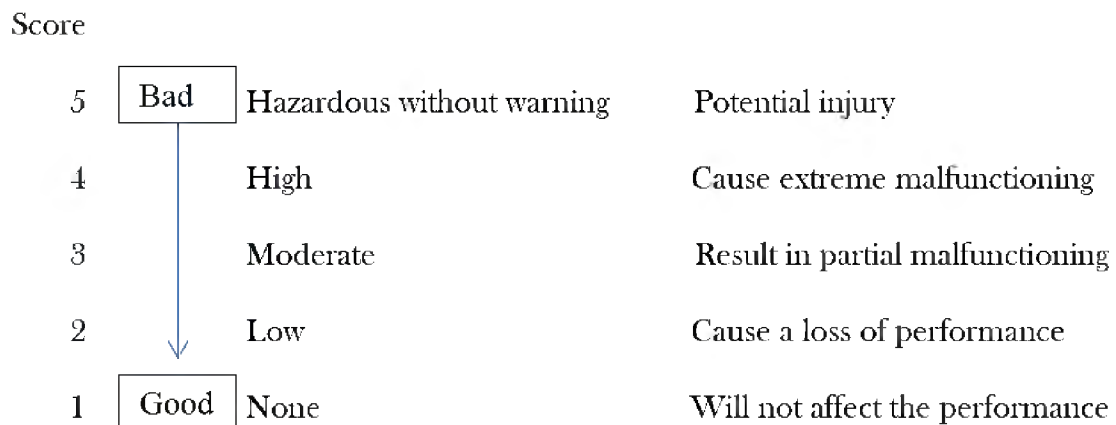 Score
5 Bad Hazardous without warning Potential injury
4 High Cause extreme malfunctioning
3 Moderate Result in partial malfunctioning
2 Low Cause a loss of performance
1 Good None Will not affect the performance